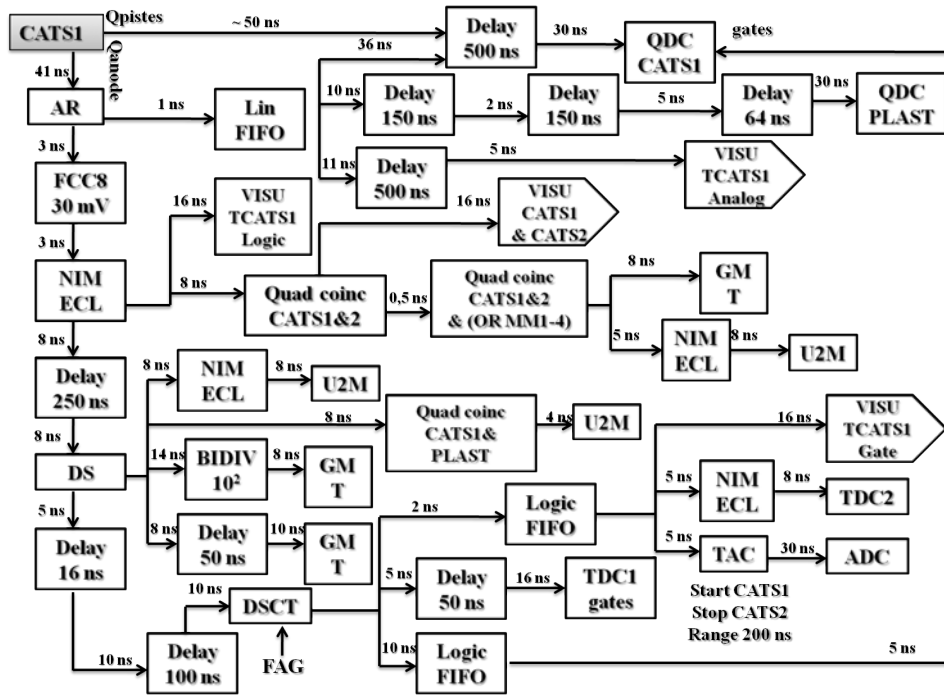 Qpistes
~ 50 ns
CATS1
Qanode
36 ns
Delay
500 ns
30 ns
QDC
CATS1
gates
41 ns
AR
1 ns
Lin
FIFO
10 ns
Delay
150 ns
2 ns
Delay
150 ns
5 ns
Delay
64 ns
30 ns
QDC
PLAST
3 ns
FCC8
30 mV
11 ns
Delay
500 ns
5 ns
VISU
TCATS1
Analog
16 ns
VISU
TCATS1
Logic
16 ns
VISU
CATS1
& CATS2
3 ns
NIM
ECL
8 ns
Quad coinc
CATS1&2
0,5 ns
Quad coinc
CATS1&2
& (OR MM1-4)
8 ns
GM
T
5 ns
NIM
ECL
8 ns
U2M
8 ns
Delay
250 ns
8 ns
NIM
ECL
8 ns
U2M
8 ns
Quad coinc
CATS1&
PLAST
4 ns
U2M
16 ns
VISU
TCATS1
Gate
8 ns
DS
14 ns
BIDIV
10²
8 ns
GM
T
5 ns
NIM
ECL
8 ns
TDC2
5 ns
Delay
16 ns
8 ns
Delay
50 ns
10 ns
GM
T
2 ns
Logic
FIFO
5 ns
TAC
30 ns
ADC
Start CATS1
Stop CATS2
Range 200 ns
10 ns
DSCT
5 ns
Delay
50 ns
16 ns
TDC1
gates
10 ns
Delay
100 ns
FAG
10 ns
Logic
FIFO
5 ns